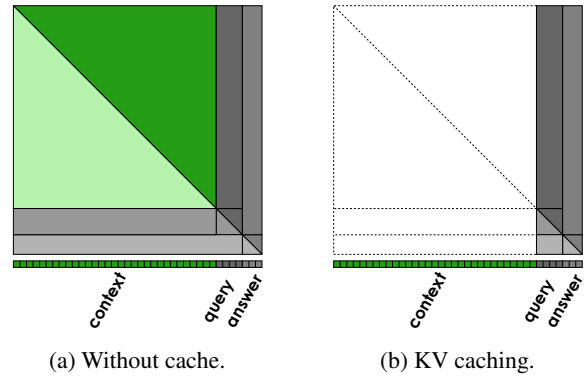 context
query
answer
context
query
answer
(a) Without cache.
(b) KV caching.